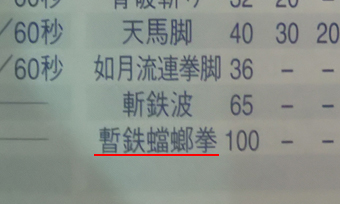 /60秒 天馬脚 40 30 20
/60秒 如月流連拳脚 36 - -
斬鉄波 65 - -
暫鉄蟷螂拳 100 - -